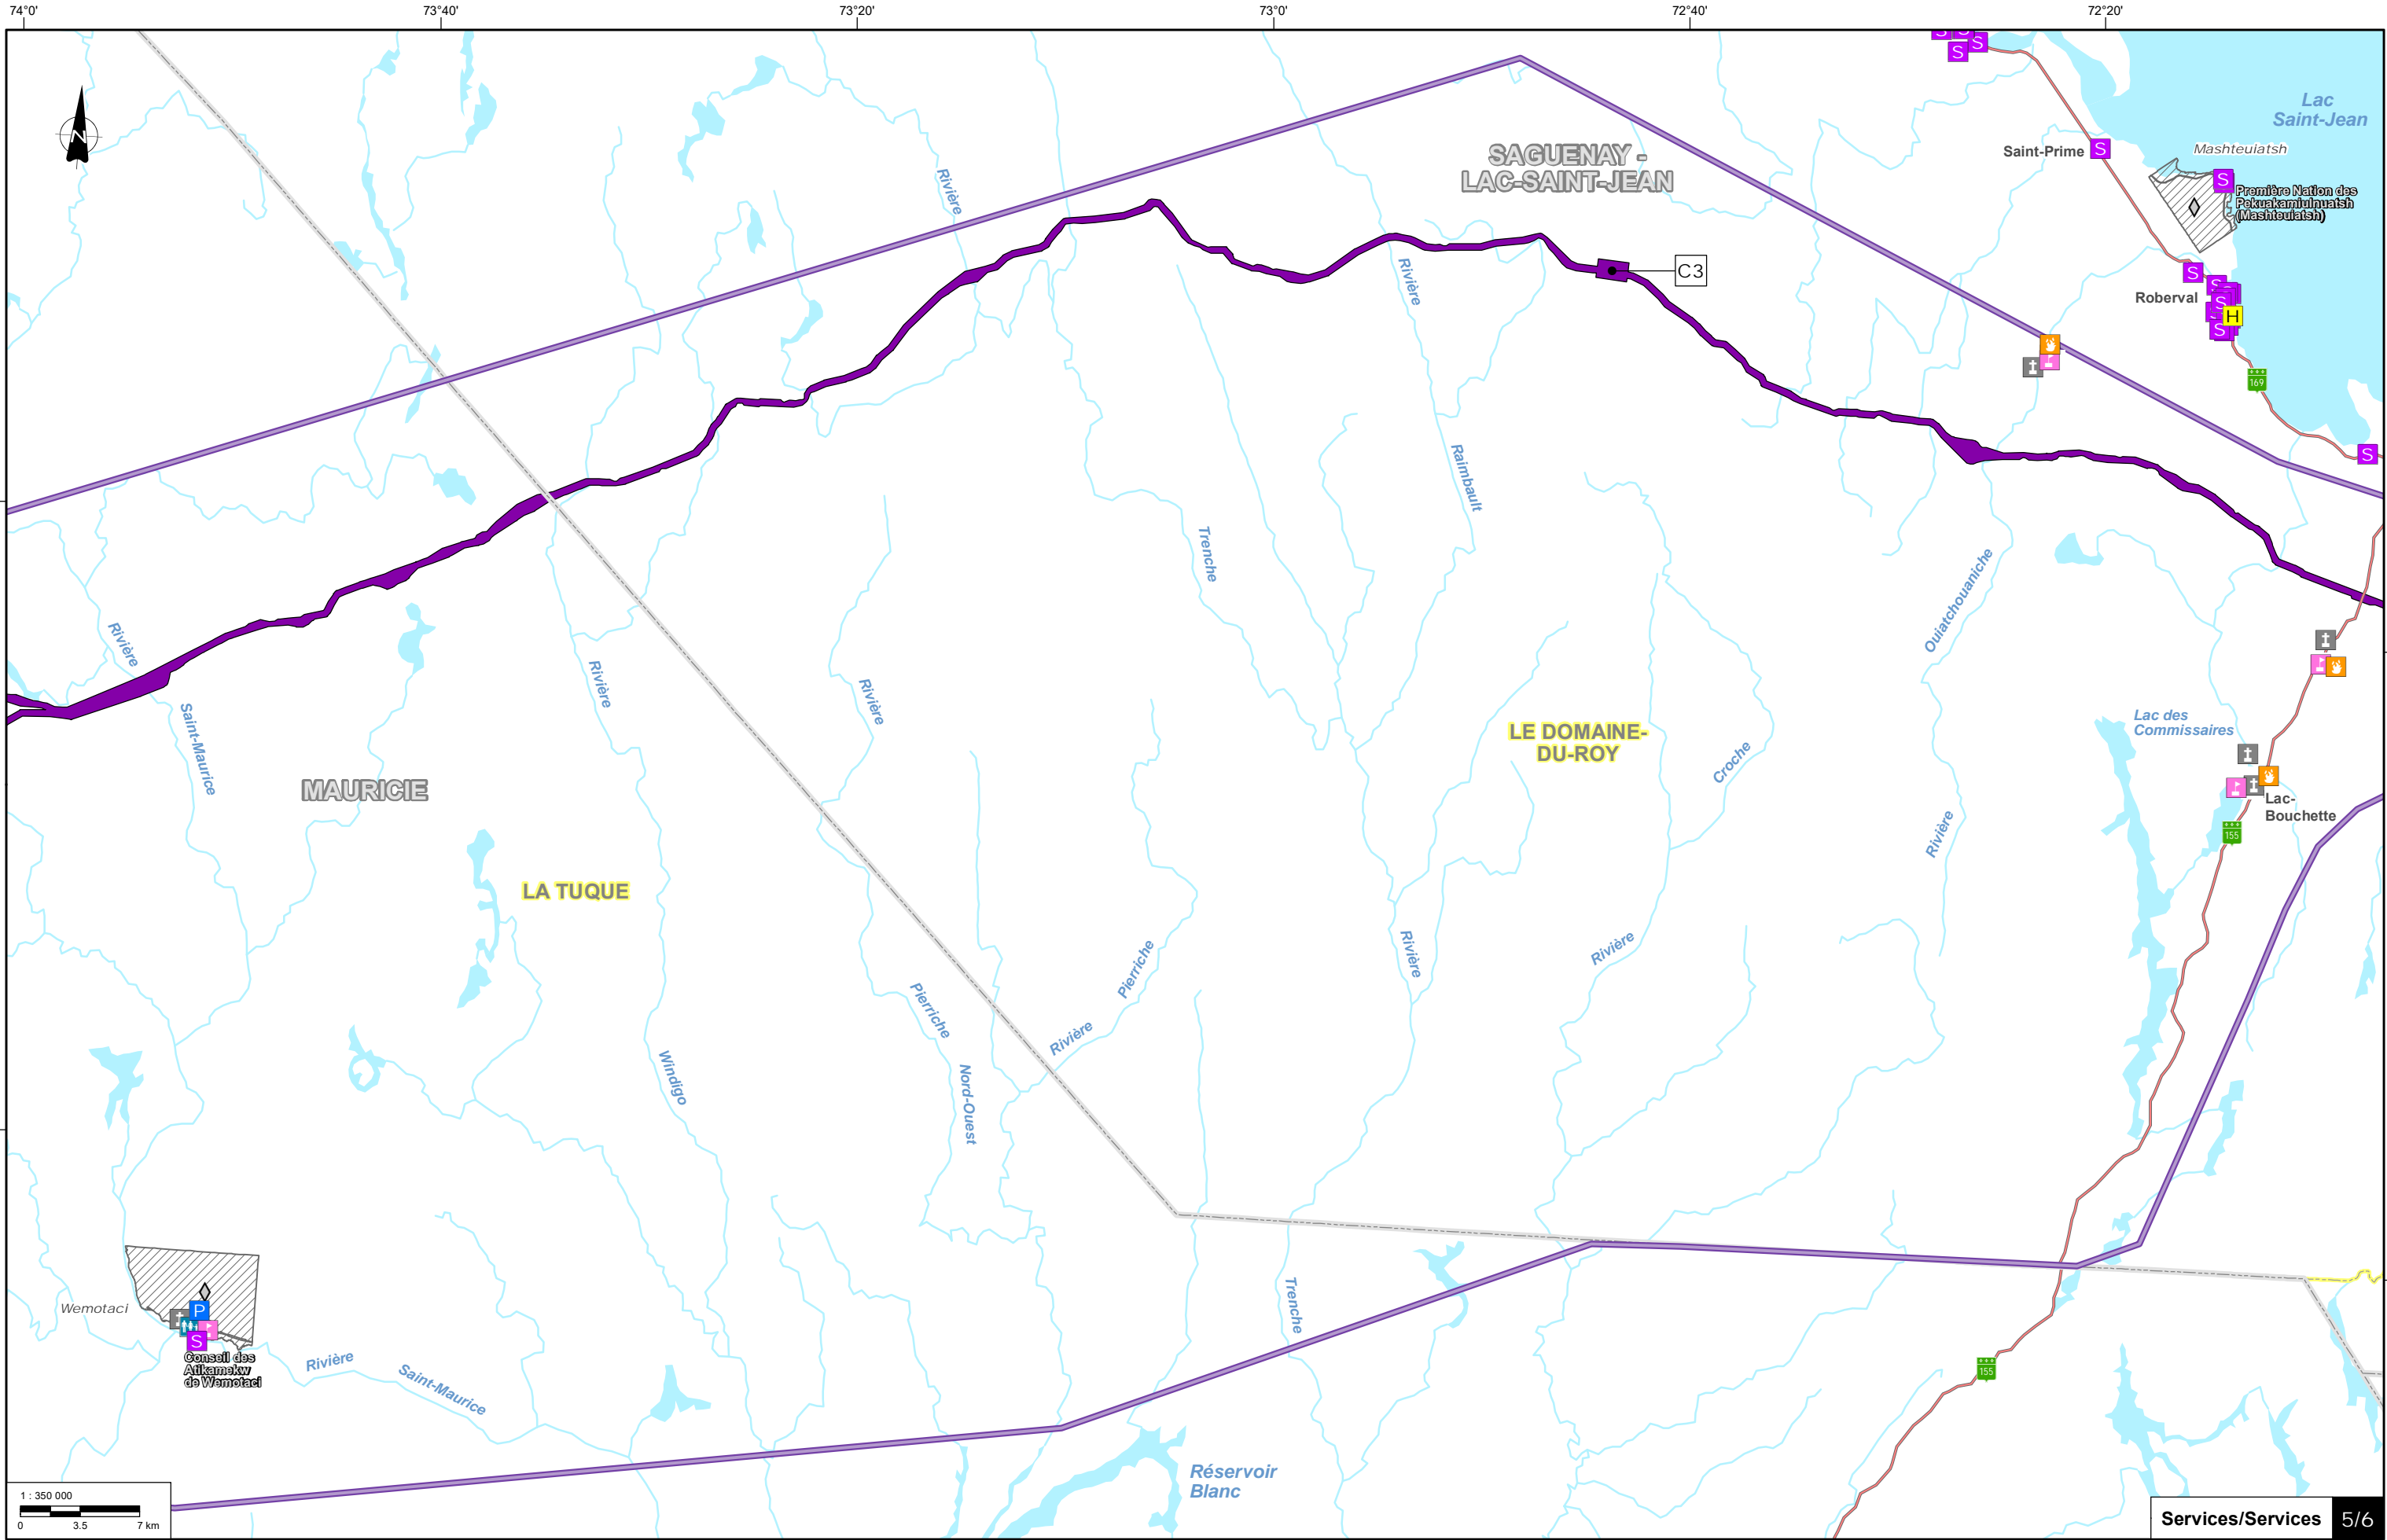 74°0'
73°40'
73°20'
73°0'
72°40'
72°20'
S
S
S
S
Lac
Saint-Jean
N
SAGUENAY -
LAC-SAINT-JEAN
Saint-Prime
S
Mashteuiatsh
S
Première Nation des
Pekuakamiulnuatsh
(Mashteuiatsh)
Rivière
C3
Rivière
S
S
Roberval
S
S
H
S
169
S
Raimbault
Trenche
Ouiatchouaniche
Rivière
Saint-Maurice
Rivière
Rivière
Lac des
Commissaires
LE DOMAINE-
DU-ROY
Croche
MAURICIE
Lac-
Bouchette
155
Rivière
LA TUQUE
Rivière
Rivière
Pierriche
Rivière
Pierriche
Windigo
Nord-Ouest
Trenche
Wemotaci
P
S
Conseil des
Atikamekw
de Wemotaci
Rivière
Saint-Maurice
155
Réservoir
Blanc
1 : 350 000
0 3.5 7 km
Services/Services 5/6